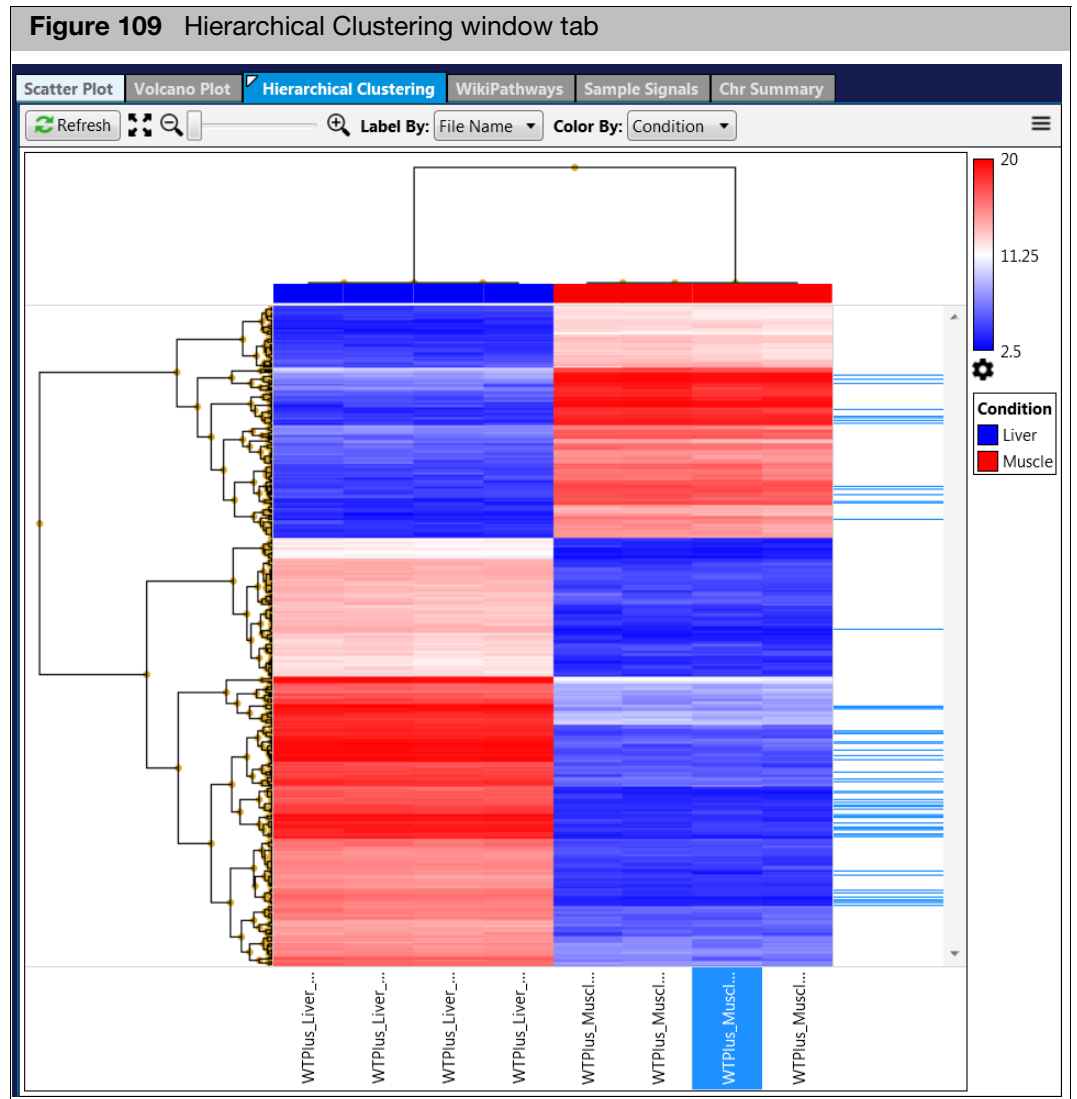 Figure 109 Hierarchical Clustering window tab
Scatter Plot Volcano Plot Hierarchical Clustering WikiPathways Sample Signals Chr Summary
Refresh Label By: File Name Color By: Condition
20
11.25
2.5
Condition
Liver
Muscle
WTPlus_Liver_...
WTPlus_Liver_...
WTPlus_Liver_...
WTPlus_Liver_...
WTPlus_Muscl...
WTPlus_Muscl...
WTPlus_Muscl...
WTPlus_Muscl...